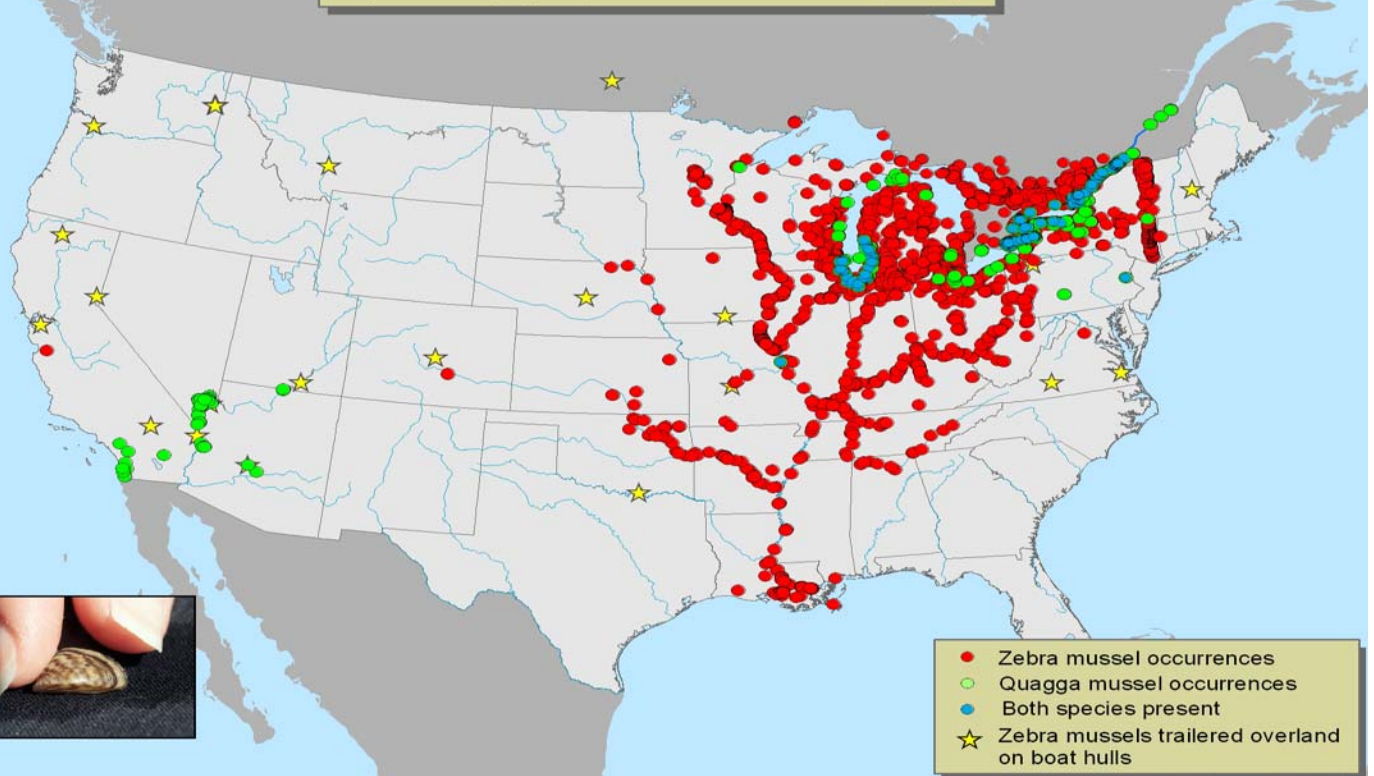 Zebra mussel occurrences
Quagga mussel occurrences
Both species present
Zebra mussels trailered overland
on boat hulls